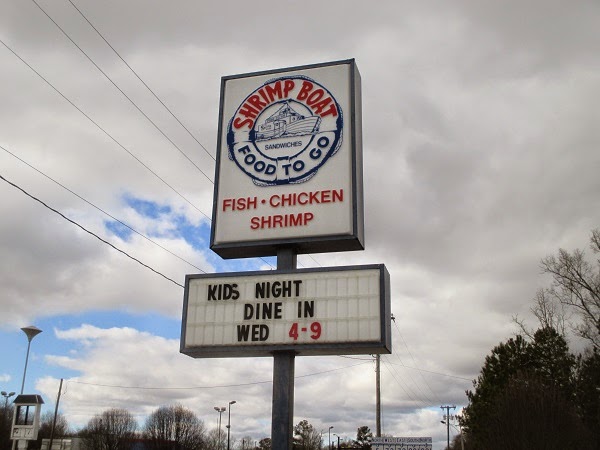 SHRIMP BOAT
SANDWICHES
FOOD TO GO
FISH • CHICKEN
SHRIMP
KIDS NIGHT
DINE IN
WED 4-9